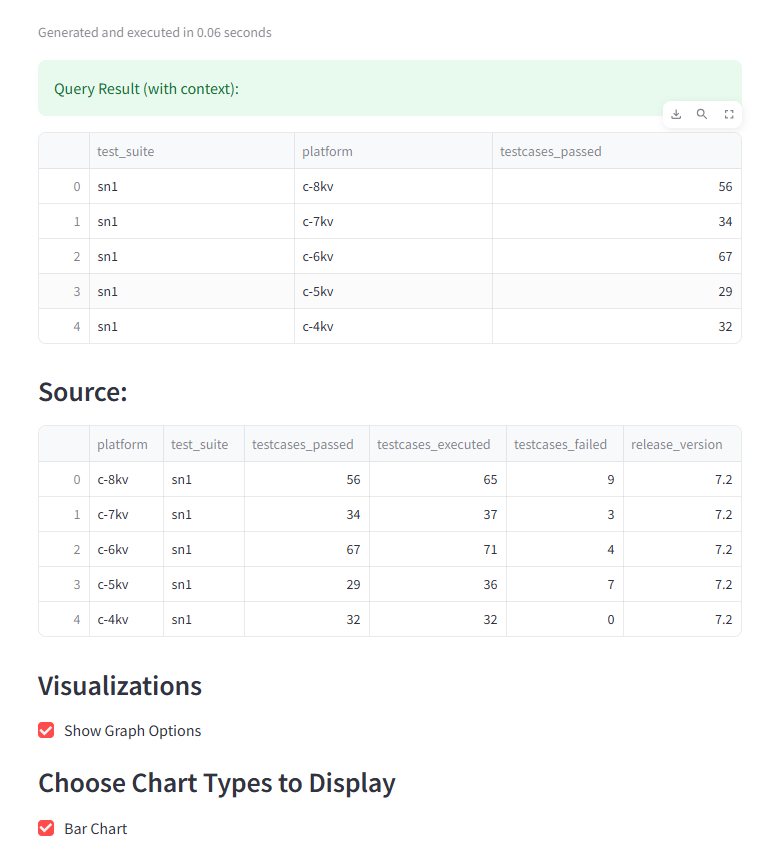 Generated and executed in 0.06 seconds
Query Result (with context):
test_suite platform testcases_passed
0 sn1 c-8kv 56
1 sn1 c-7kv 34
2 sn1 c-6kv 67
3 sn1 c-5kv 29
4 sn1 c-4kv 32
Source:
platform test_suite testcases_passed testcases_executed testcases_failed release_version
0 c-8kv sn1 56 65 9 7.2
1 c-7kv sn1 34 37 3 7.2
2 c-6kv sn1 67 71 4 7.2
3 c-5kv sn1 29 36 7 7.2
4 c-4kv sn1 32 32 0 7.2
Visualizations
Show Graph Options
Choose Chart Types to Display
Bar Chart